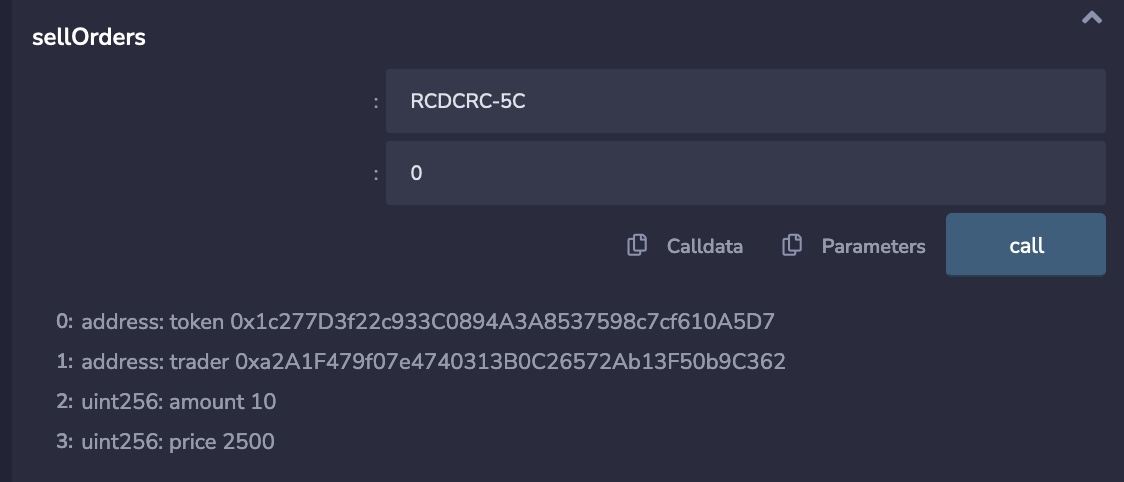 sellOrders
: RCDCRC-5C
: 0
Calldata Parameters call
0: address: token 0x1c277D3f22c933C0894A3A8537598c7cf610A5D7
1: address: trader 0xa2A1F479f07e4740313B0C26572Ab13F50b9C362
2: uint256: amount 10
3: uint256: price 2500